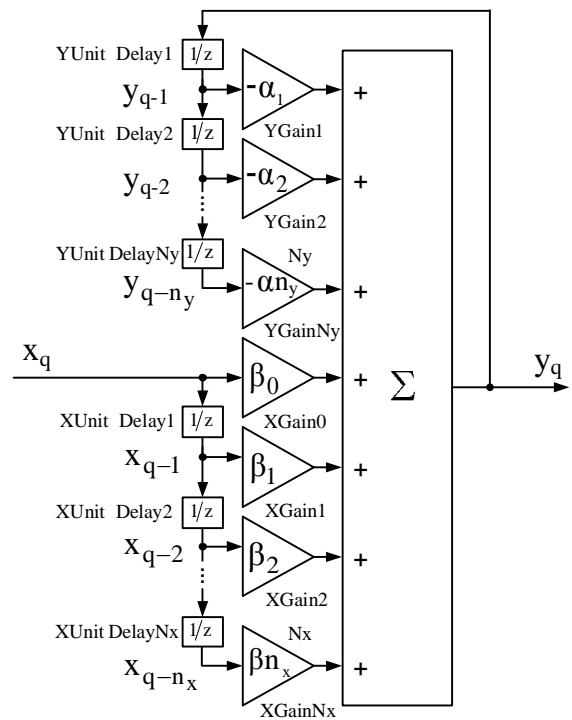 YUnit Delay1 1/z
y_{q-1} -α_1 +
YGain1
YUnit Delay2 1/z
y_{q-2} -α_2 +
YGain2
YUnit DelayNy 1/z Ny
y_{q−n_y} -αn_y +
YGainNy
x_q β_0 + Σ y_q
XGain0
XUnit Delay1 1/z
x_{q−1} β_1 +
XGain1
XUnit Delay2 1/z
x_{q−2} β_2 +
XGain2
XUnit DelayNx 1/z Nx
x_{q−n_x} βn_x +
XGainNx